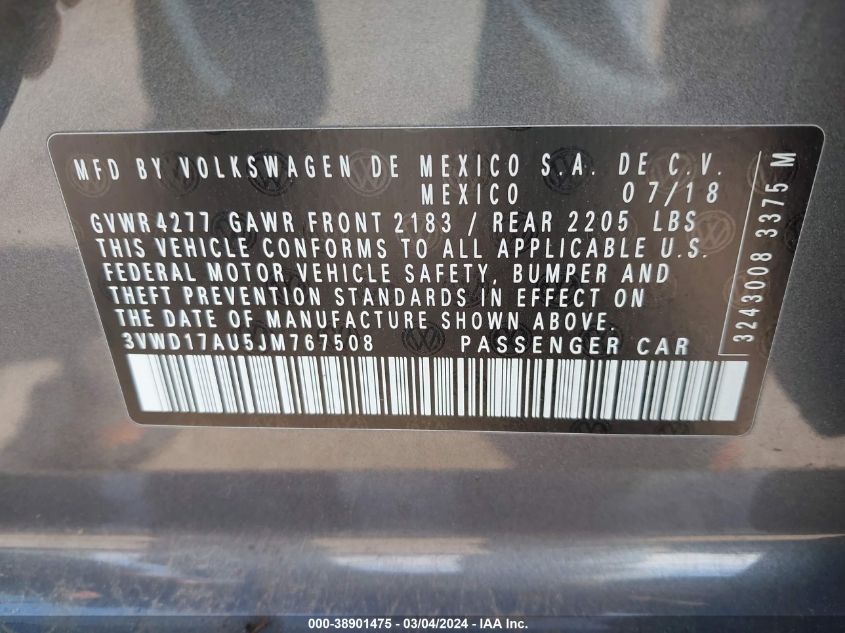 MFD BY VOLKSWAGEN DE MEXICO S.A. DE C.V.
MEXICO 07/18
GVWR 4277 GAWR FRONT 2183 / REAR 2205 LBS
THIS VEHICLE CONFORMS TO ALL APPLICABLE U.S.
FEDERAL MOTOR VEHICLE SAFETY, BUMPER AND
THEFT PREVENTION STANDARDS IN EFFECT ON
THE DATE OF MANUFACTURE SHOWN ABOVE.
3VWD17AU5JM767508 PASSENGER CAR
3243008 3375 M
000-38901475 - 03/04/2024 - IAA Inc.